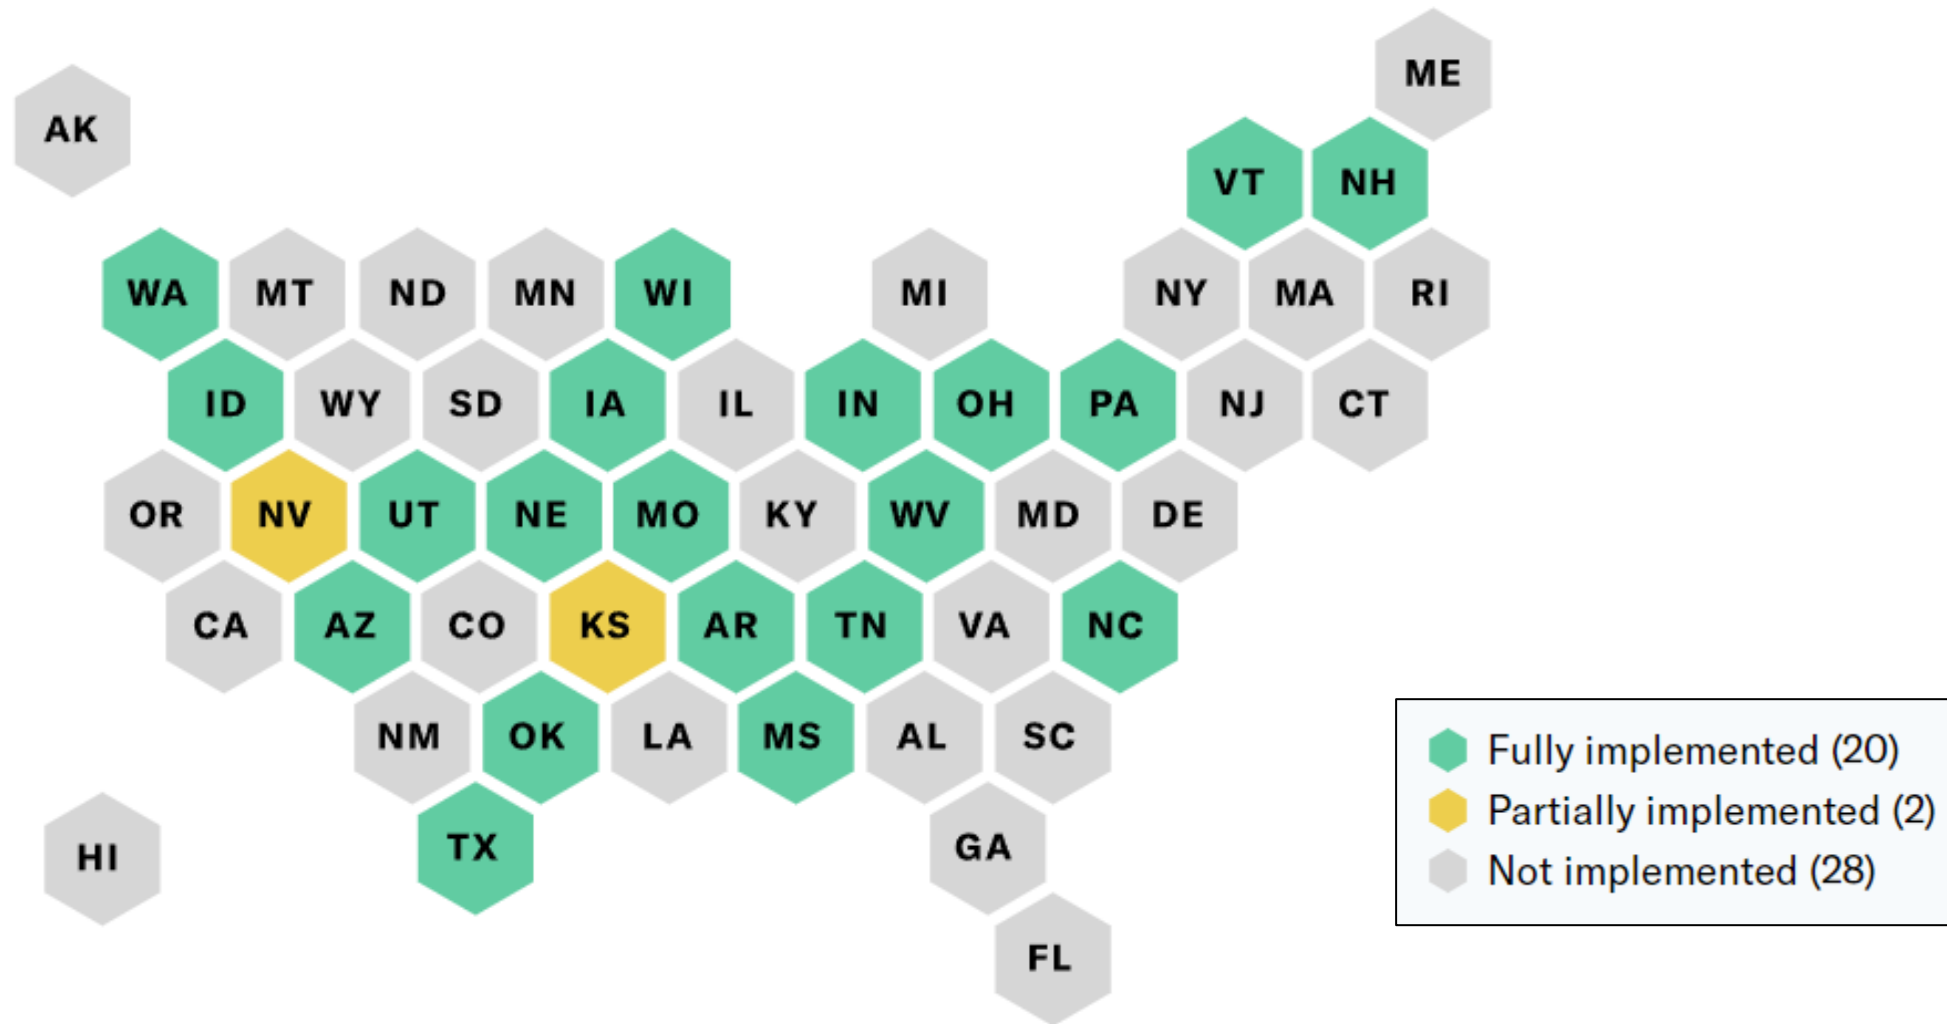 ME
AK
VT NH
WA MT ND MN WI MI NY MA RI
ID WY SD IA IL IN OH PA NJ CT
OR NV UT NE MO KY WV MD DE
CA AZ CO KS AR TN VA NC
NM OK LA MS AL SC
HI TX GA
FL
Fully implemented (20)
Partially implemented (2)
Not implemented (28)